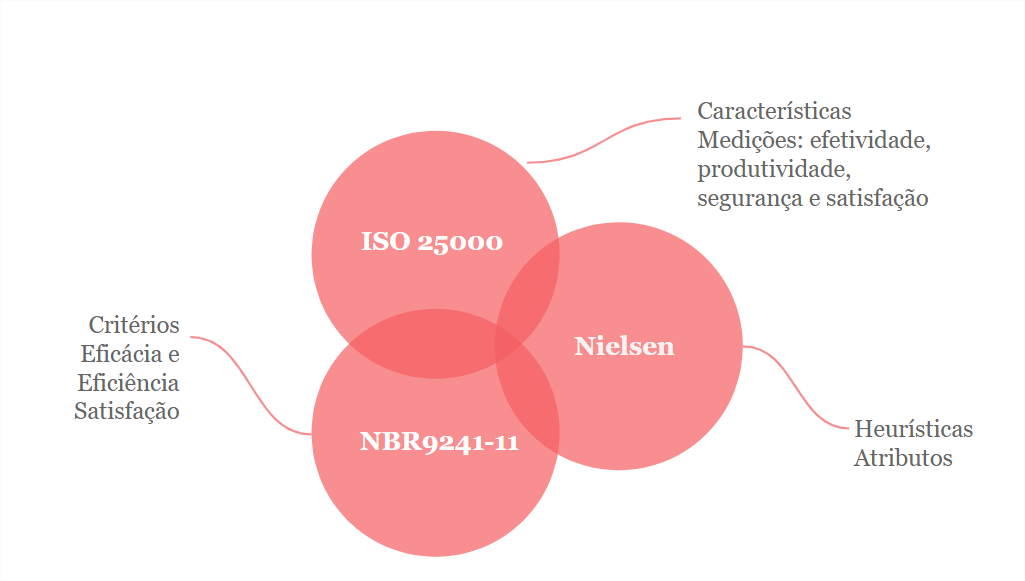 Características
Medições: efetividade,
produtividade,
segurança e satisfação
ISO 25000
Critérios
Eficácia e
Eficiência
Satisfação
Nielsen
NBR9241-11
Heurísticas
Atributos